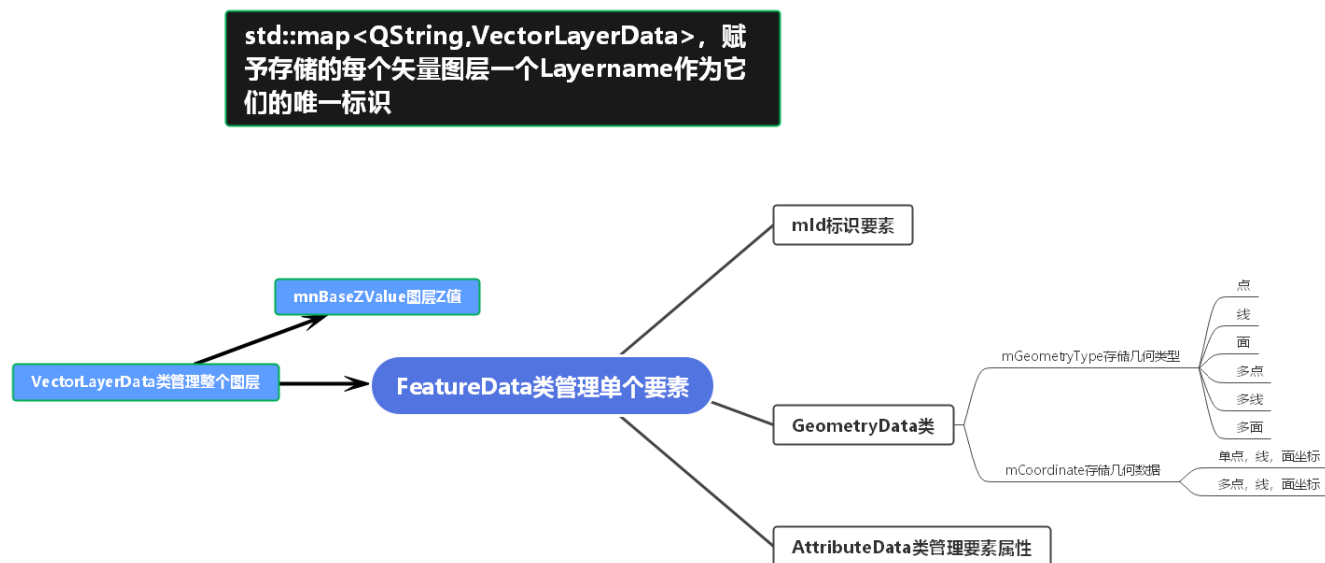 std::map<QString,VectorLayerData>，赋
予存储的每个矢量图层一个Layername作为它
们的唯一标识
mId标识要素
mnBaseZValue图层Z值
VectorLayerData类管理整个图层
FeatureData类管理单个要素
点
线
面
多点
多线
多面
mGeometryType存储几何类型
GeometryData类
mCoordinate存储几何数据
单点，线，面坐标
多点，线，面坐标
AttributeData类管理要素属性